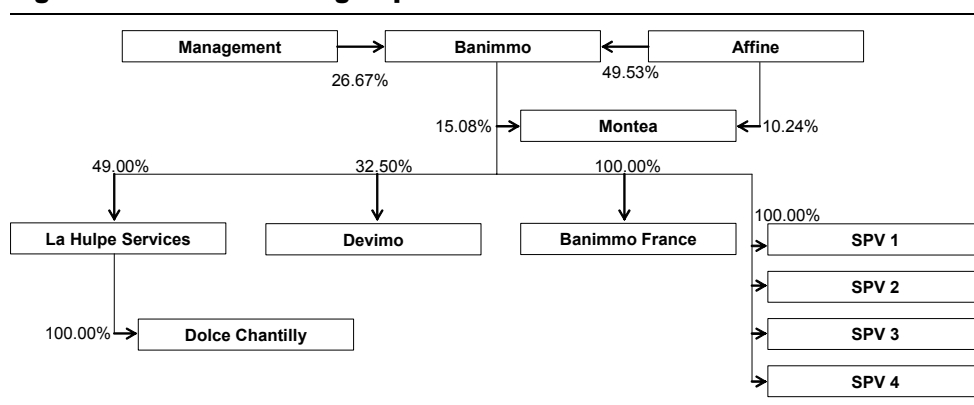 Management
Banimmo
Affine
26.67%
49.53%
15.08%
Montea
10.24%
49.00%
32.50%
100.00%
La Hulpe Services
Devimo
Banimmo France
100.00%
SPV 1
SPV 2
100.00%
Dolce Chantilly
SPV 3
SPV 4